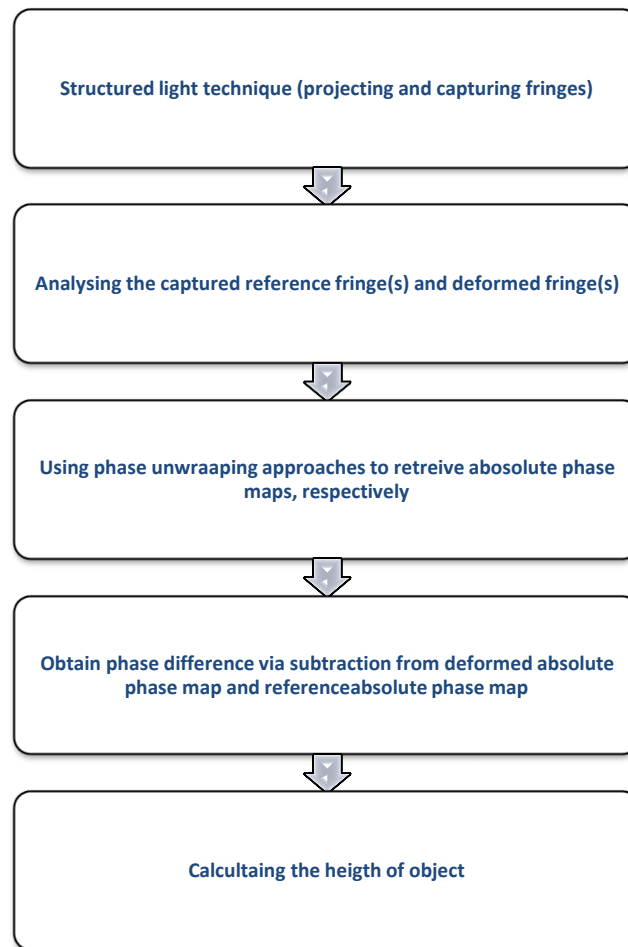 Structured light technique (projecting and capturing fringes)
Analysing the captured reference fringe(s) and deformed fringe(s)
Using phase unwraaping approaches to retreive abosolute phase
maps, respectively
Obtain phase difference via subtraction from deformed absolute
phase map and referenceabsolute phase map
Calcultaing the heigth of object